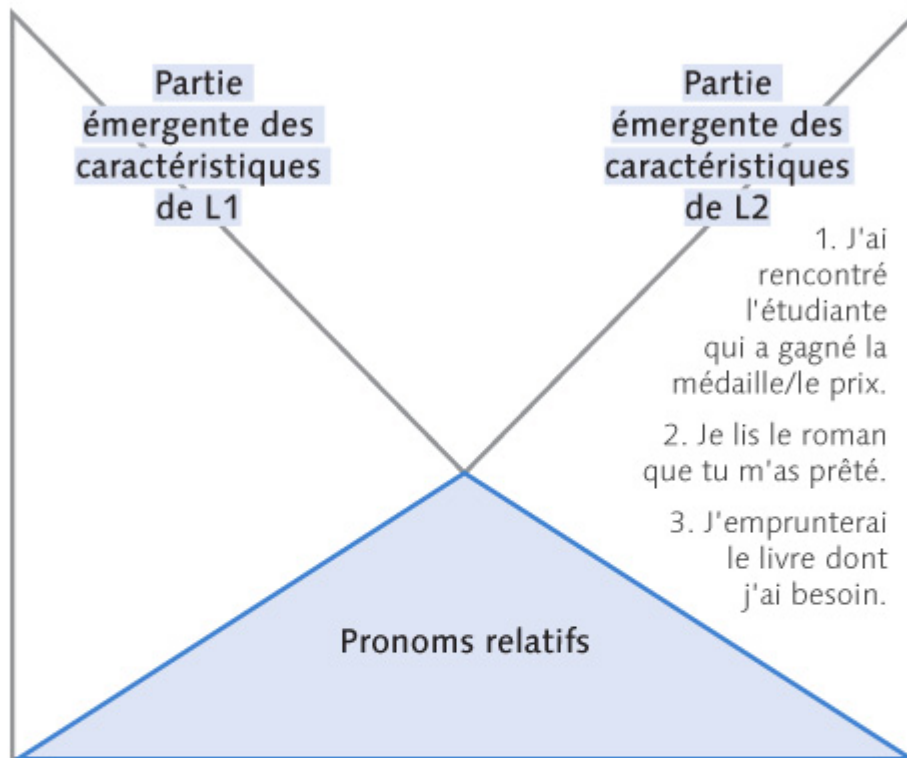 Partie
émergente des
caractéristiques
de L1
Partie
émergente des
caractéristiques
de L2
1. J'ai
rencontré
l'étudiante
qui a gagné la
médaille/le prix.
2. Je lis le roman
que tu m'as prêté.
3. J'emprunterai
le livre dont
j'ai besoin.
Pronoms relatifs